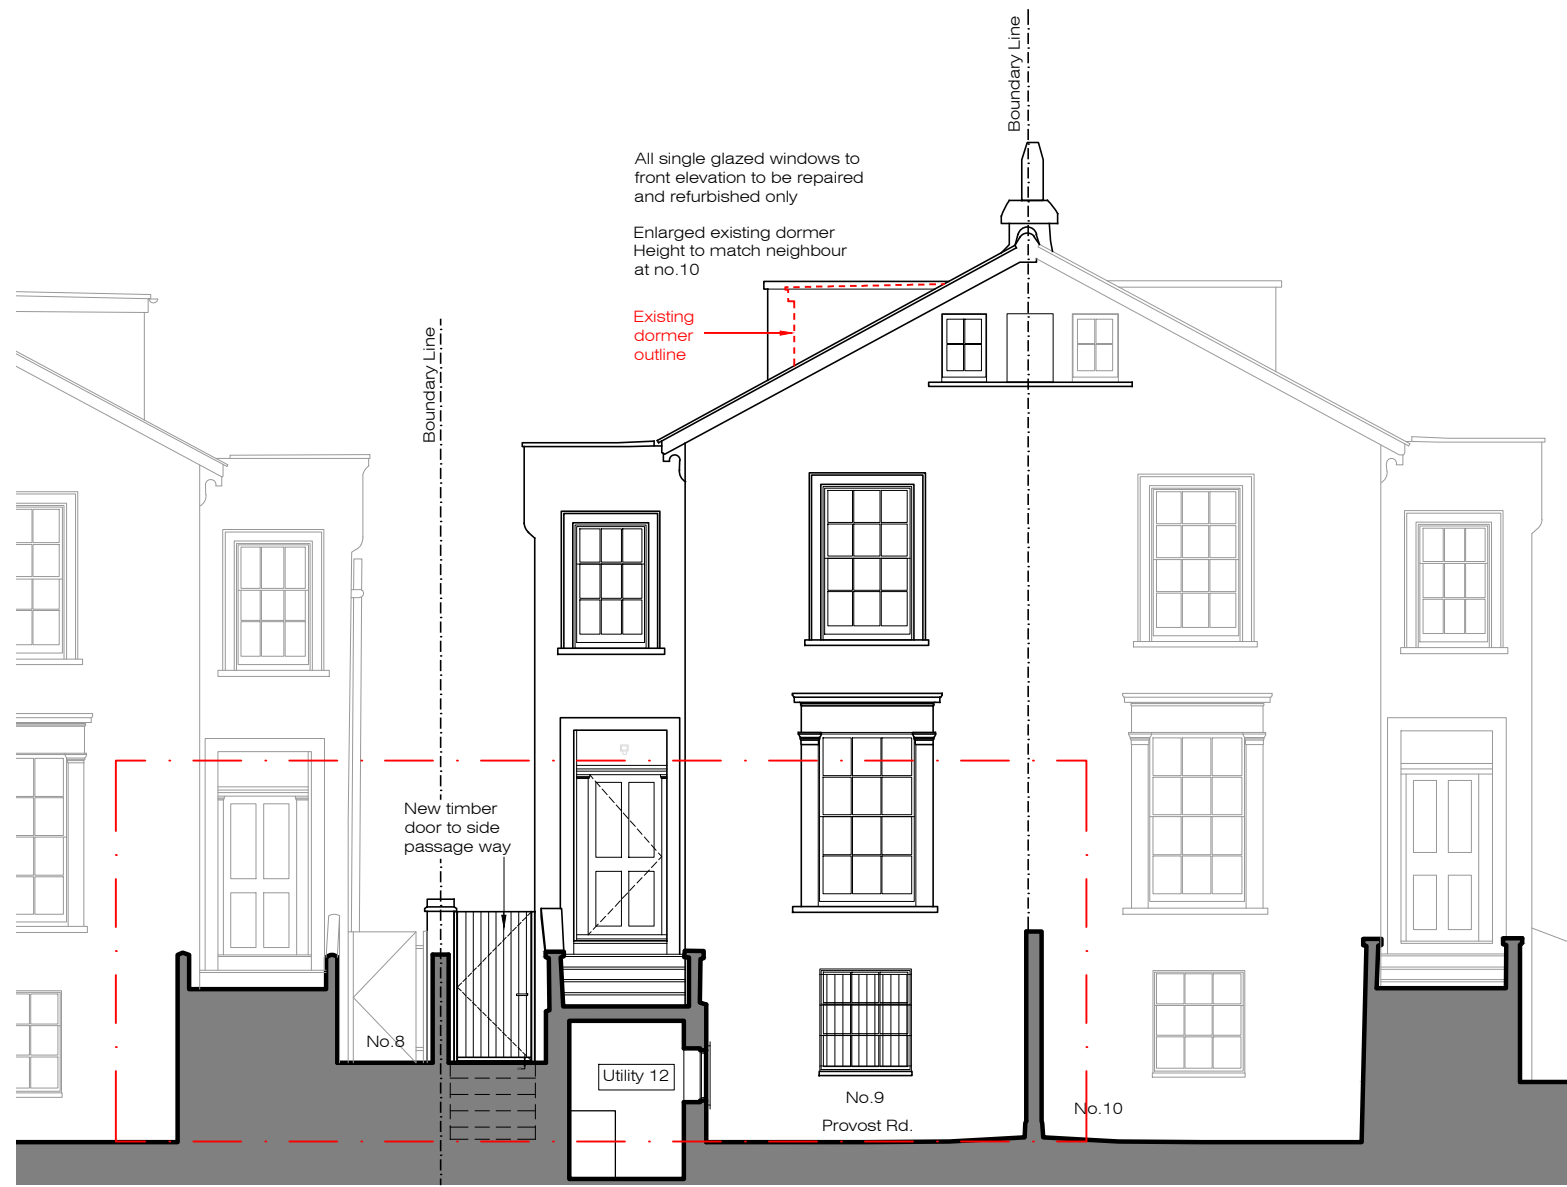 Boundary Line
All single glazed windows to
front elevation to be repaired
and refurbished only
Enlarged existing dormer
Height to match neighbour
at no.10
Existing
dormer
outline
Boundary Line
New timber
door to side
passage way
No.8
Utility 12
No.9
Provost Rd.
No.10